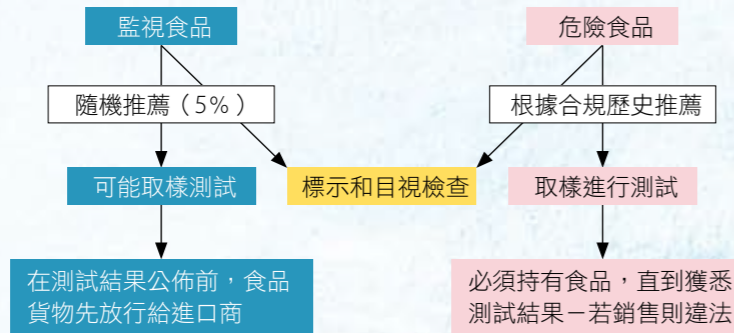 監視食品
危險食品
隨機推薦（5%）
根據合規歷史推薦
可能取樣測試
標示和目視檢查
取樣進行測試
在測試結果公佈前，食品
貨物先放行給進口商
必須持有食品，直到獲悉
測試結果－若銷售則違法